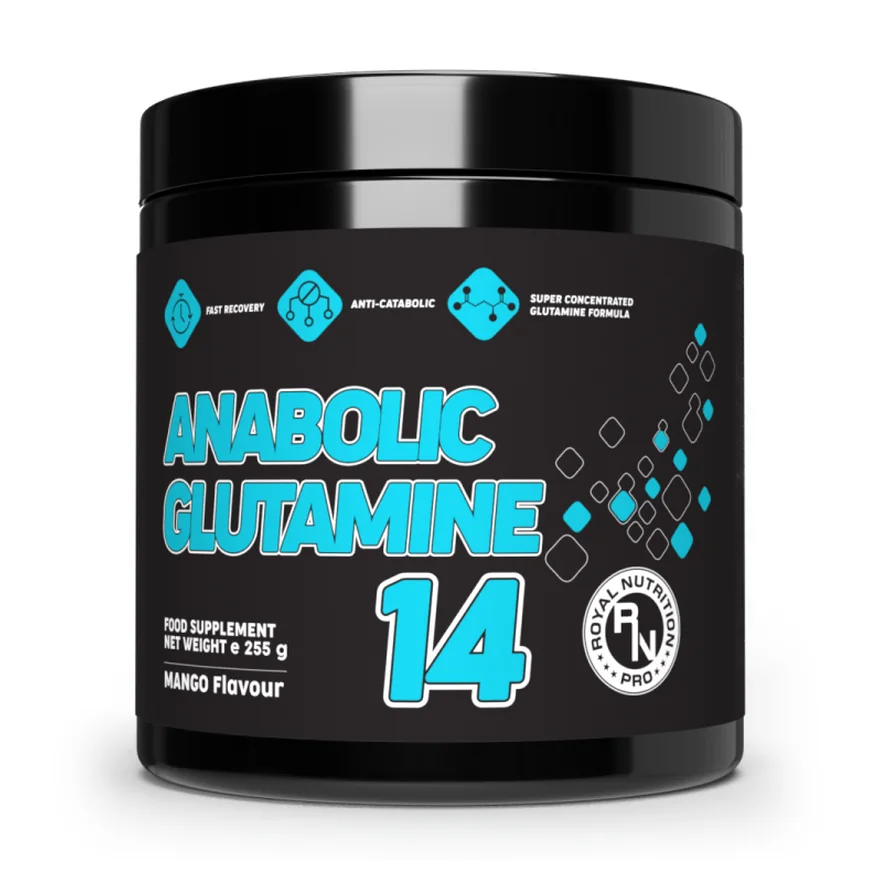 FAST RECOVERY
ANTI-CATABOLIC
SUPER CONCENTRATED
GLUTAMINE FORMULA
ANABOLIC
GLUTAMINE
14
FOOD SUPPLEMENT
NET WEIGHT e 255 g
MANGO Flavour
ROYAL NUTRITION
RN
PRO